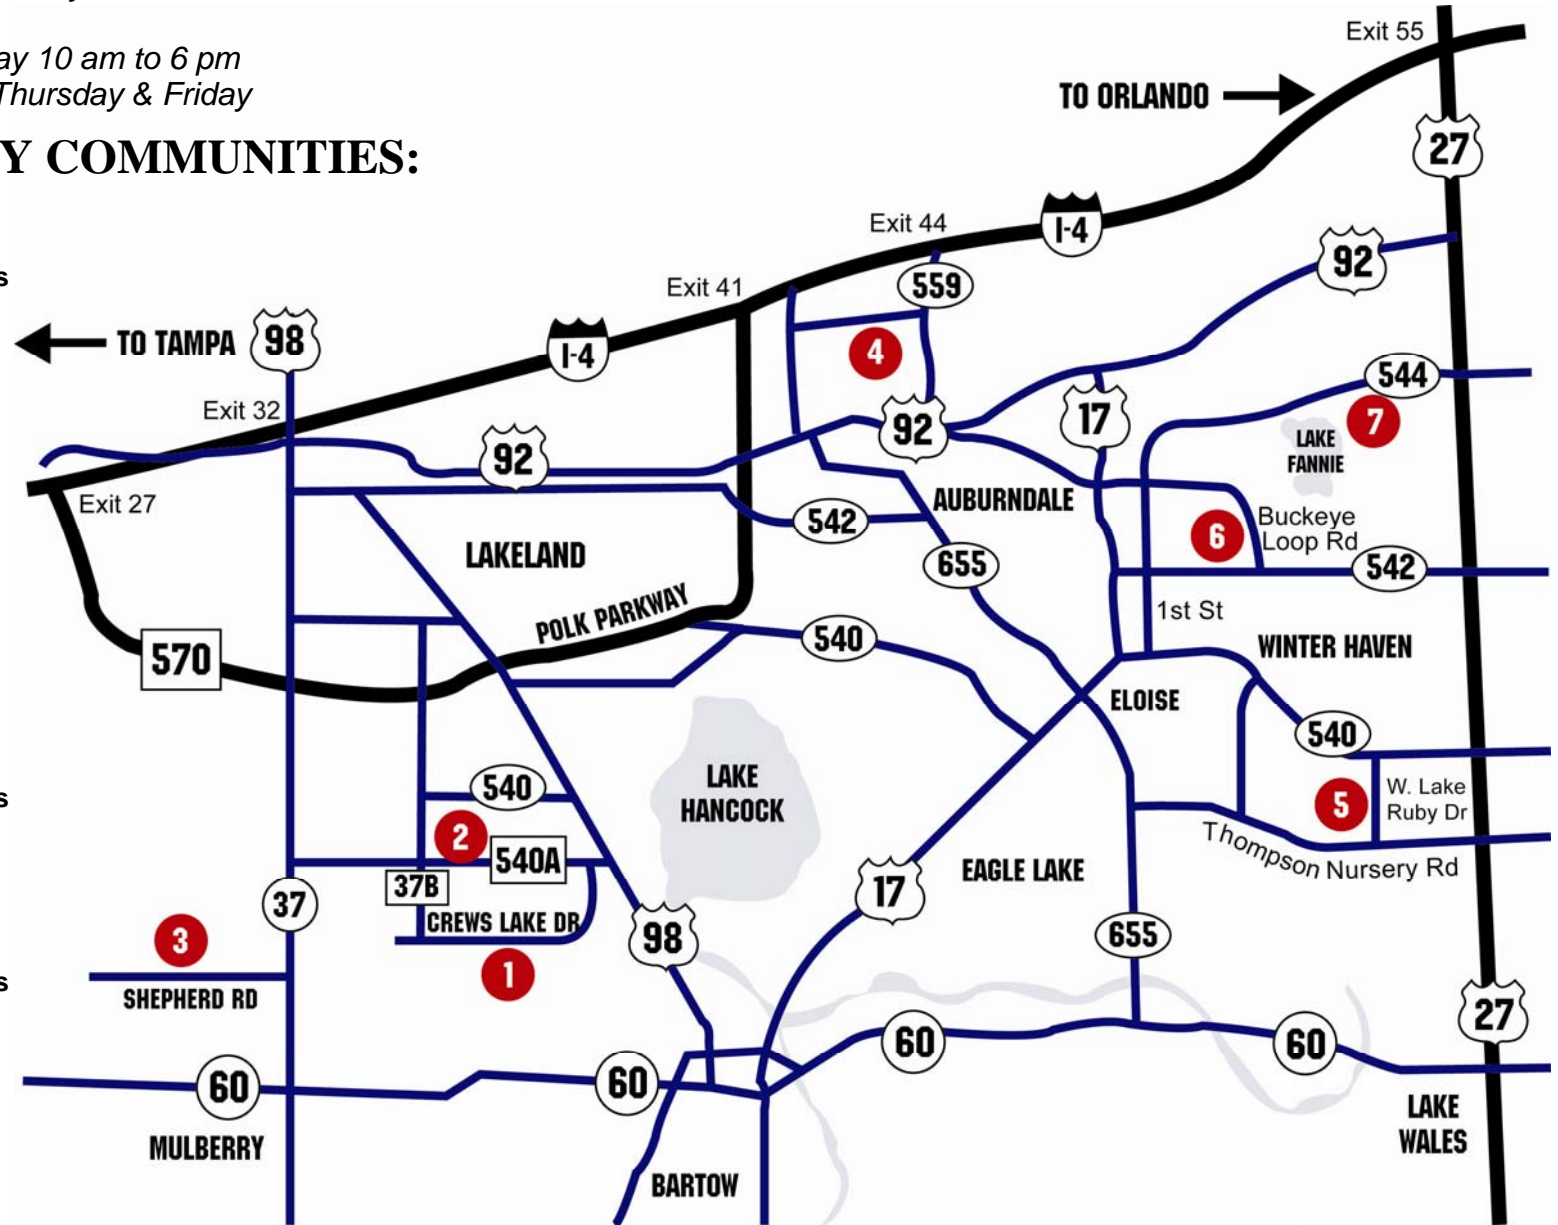 ay 10 am to 6 pm
Thursday & Friday
Y COMMUNITIES:
s
s
s
Exit 55
TO ORLANDO
27
Exit 44
I-4
92
Exit 41
559
TO TAMPA
98
I-4
4
544
Exit 32
17
7
92
92
LAKE
FANNIE
Exit 27
AUBURNDALE
542
6
Buckeye
Loop Rd
LAKELAND
655
542
POLK PARKWAY
1st St
570
540
WINTER HAVEN
ELOISE
540
LAKE
HANCOCK
540
5
W. Lake
Ruby Dr
2
540A
Thompson Nursery Rd
37B
17
EAGLE LAKE
37
CREWS LAKE DR
98
655
3
1
SHEPHERD RD
27
60
60
60
60
MULBERRY
LAKE
WALES
BARTOW